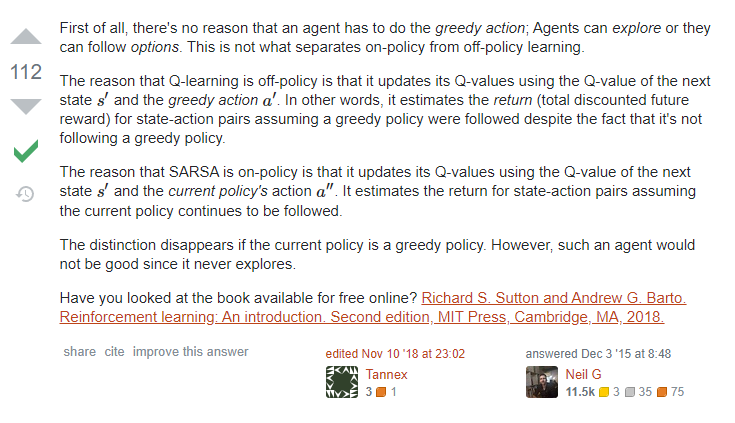 First of all, there's no reason that an agent has to do the greedy action; Agents can explore or they
can follow options. This is not what separates on-policy from off-policy learning.
112
The reason that Q-learning is off-policy is that it updates its Q-values using the Q-value of the next
state s′ and the greedy action a′. In other words, it estimates the return (total discounted future
reward) for state-action pairs assuming a greedy policy were followed despite the fact that it's not
following a greedy policy.
The reason that SARSA is on-policy is that it updates its Q-values using the Q-value of the next
state s′ and the current policy's action a″. It estimates the return for state-action pairs assuming
the current policy continues to be followed.
The distinction disappears if the current policy is a greedy policy. However, such an agent would
not be good since it never explores.
Have you looked at the book available for free online? Richard S. Sutton and Andrew G. Barto.
Reinforcement learning: An introduction. Second edition, MIT Press, Cambridge, MA, 2018.
share cite improve this answer
edited Nov 10 '18 at 23:02
Tannex
3 1
answered Dec 3 '15 at 8:48
Neil G
11.5k 3 35 75